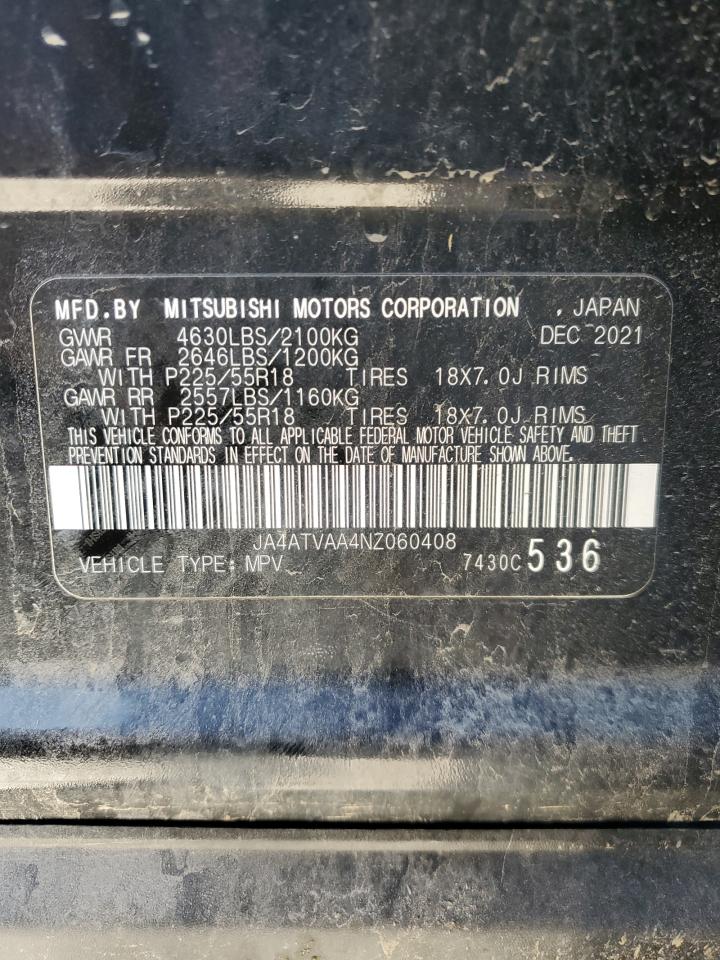 MFD.BY MITSUBISHI MOTORS CORPORATION , JAPAN
GVWR 4630LBS/2100KG DEC 2021
GAWR FR 2646LBS/1200KG
WITH P225/55R18 TIRES 18X7.0J RIMS
GAWR RR 2557LBS/1160KG
WITH P225/55R18 TIRES 18X7.0J RIMS
THIS VEHICLE CONFORMS TO ALL APPLICABLE FEDERAL MOTOR VEHICLE SAFETY AND THEFT
PREVENTION STANDARDS IN EFFECT ON THE DATE OF MANUFACTURE SHOWN ABOVE.
JA4ATVAA4NZ060408
VEHICLE TYPE: MPV 7430C 536